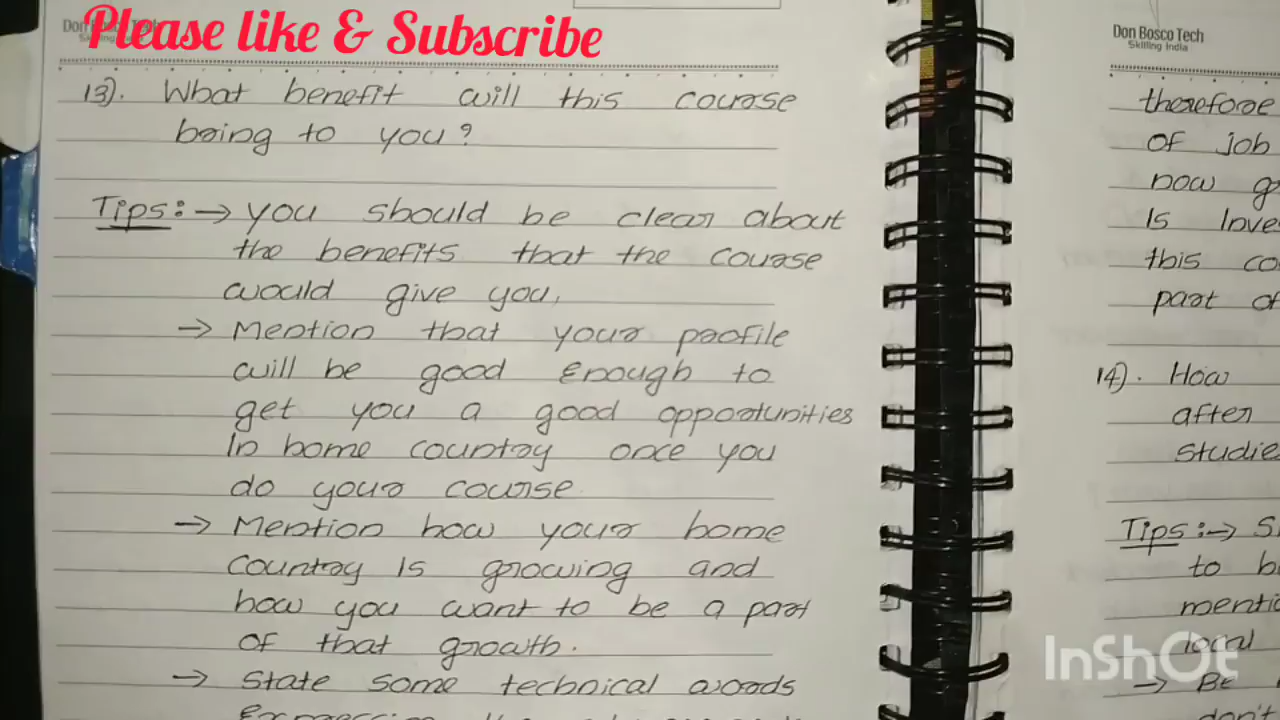 Please like & Subscribe
Don Bosco Tech
Skilling India
13). What benefit will this course
bring to you?
Tips:→ you should be clear about
the benefits that the course
would give you,
→ Mention that your profile
will be good enough to
get you a good opportunities
In home country once you
do your course
→ Mention how your home
country Is growing and
how you want to be a part
of that growth.
→ State some technical words
Don Bosco Tech
Skilling India
therefore
of job
now
Is
this
part of
14). How
after
Tips:→
to
local
→ Be
don't
InShOt